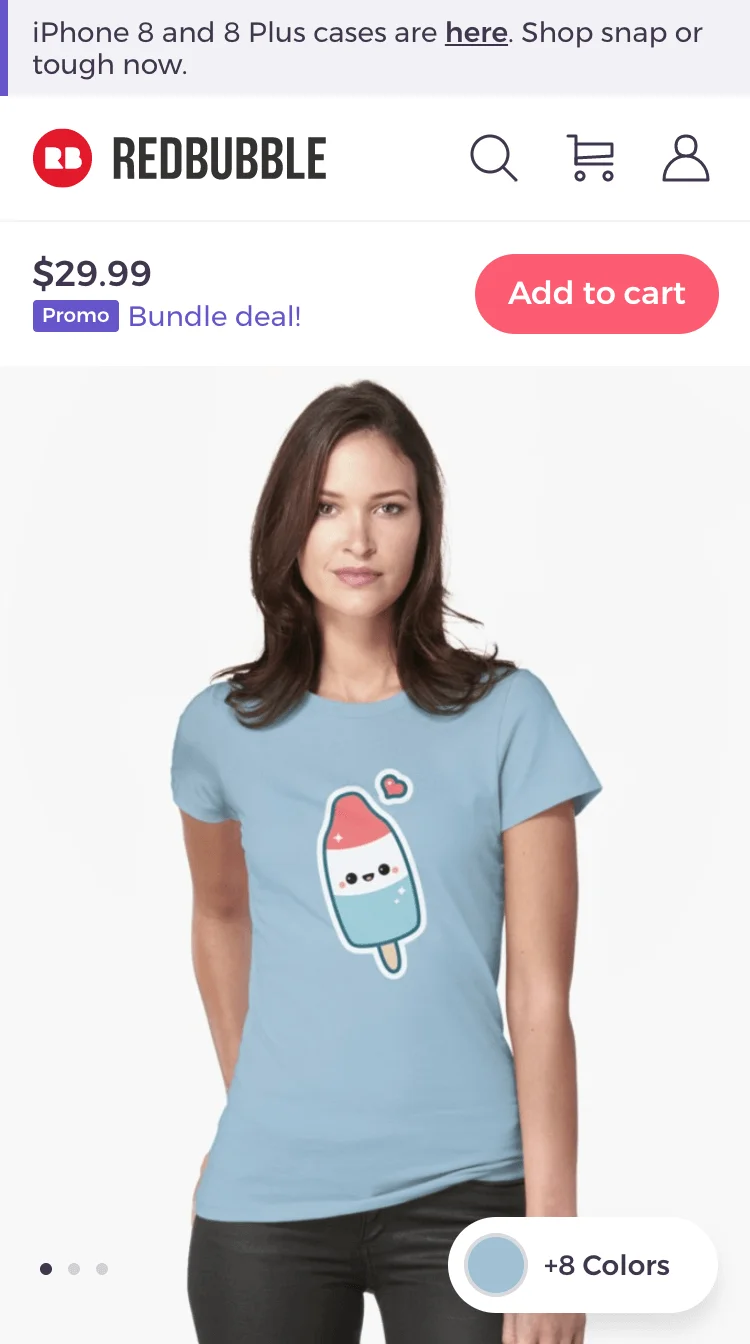 iPhone 8 and 8 Plus cases are here. Shop snap or
tough now.
RB REDBUBBLE
$29.99
Add to cart
Promo Bundle deal!
+8 Colors